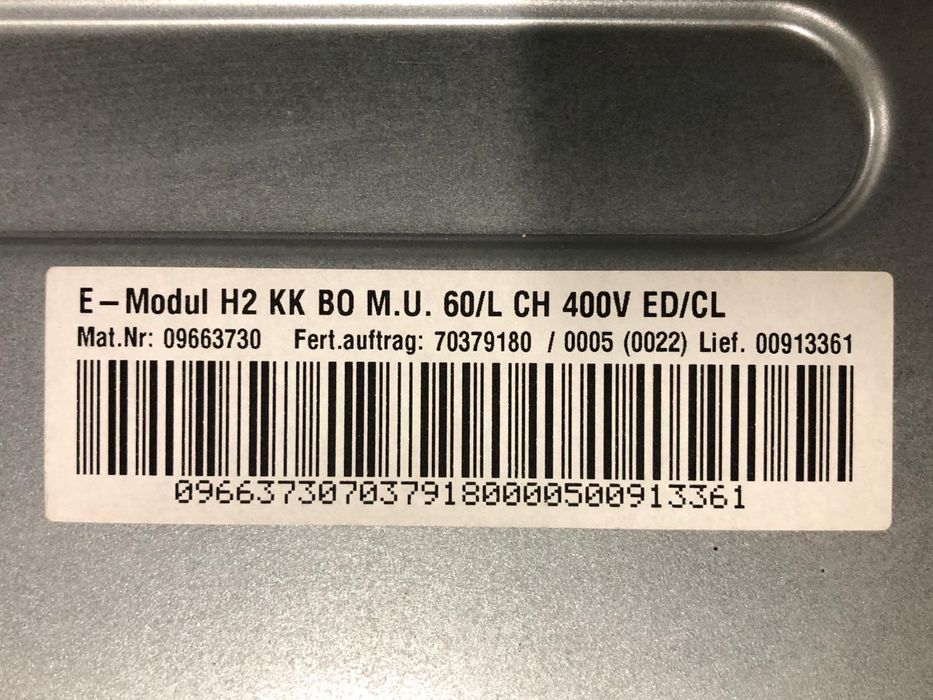 E-Modul H2 KK BO M.U. 60/L CH 400V ED/CL
Mat.Nr: 09663730 Fert.auftrag: 70379180 / 0005 (0022) Lief. 00913361
0966373070379180000500913361